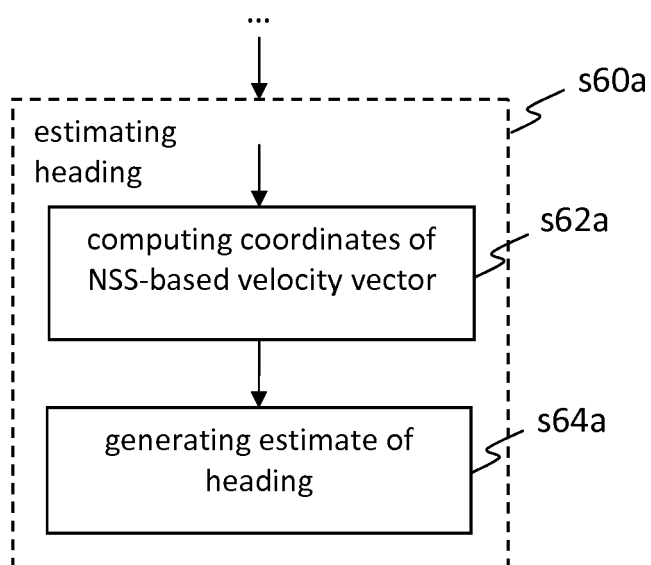 ...
s60a
estimating
heading
s62a
computing coordinates of
NSS-based velocity vector
s64a
generating estimate of
heading